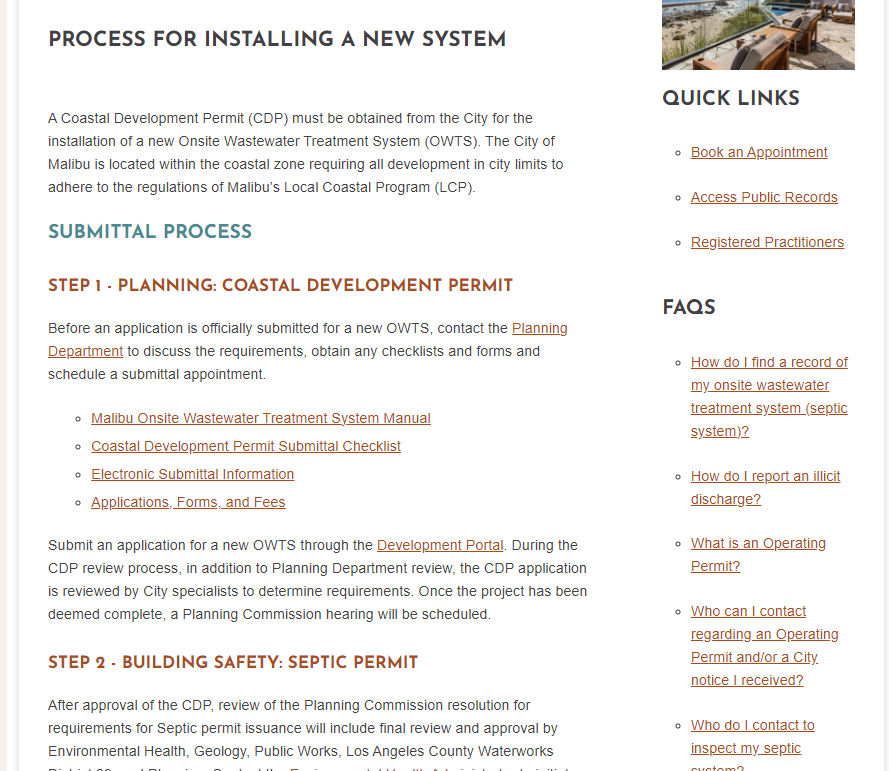 PROCESS FOR INSTALLING A NEW SYSTEM
A Coastal Development Permit (CDP) must be obtained from the City for the
installation of a new Onsite Wastewater Treatment System (OWTS). The City of
Malibu is located within the coastal zone requiring all development in city limits to
adhere to the regulations of Malibu's Local Coastal Program (LCP).
SUBMITTAL PROCESS
STEP 1 - PLANNING: COASTAL DEVELOPMENT PERMIT
Before an application is officially submitted for a new OWTS, contact the Planning
Department to discuss the requirements, obtain any checklists and forms and
schedule a submittal appointment.
Malibu Onsite Wastewater Treatment System Manual
Coastal Development Permit Submittal Checklist
Electronic Submittal Information
Applications, Forms, and Fees
Submit an application for a new OWTS through the Development Portal. During the
CDP review process, in addition to Planning Department review, the CDP application
is reviewed by City specialists to determine requirements. Once the project has been
deemed complete, a Planning Commission hearing will be scheduled.
STEP 2 - BUILDING SAFETY: SEPTIC PERMIT
After approval of the CDP, review of the Planning Commission resolution for
requirements for Septic permit issuance will include final review and approval by
Environmental Health, Geology, Public Works, Los Angeles County Waterworks
QUICK LINKS
Book an Appointment
Access Public Records
Registered Practitioners
FAQS
How do I find a record of
my onsite wastewater
treatment system (septic
system)?
How do I report an illicit
discharge?
What is an Operating
Permit?
Who can I contact
regarding an Operating
Permit and/or a City
notice I received?
Who do I contact to
inspect my septic
system?